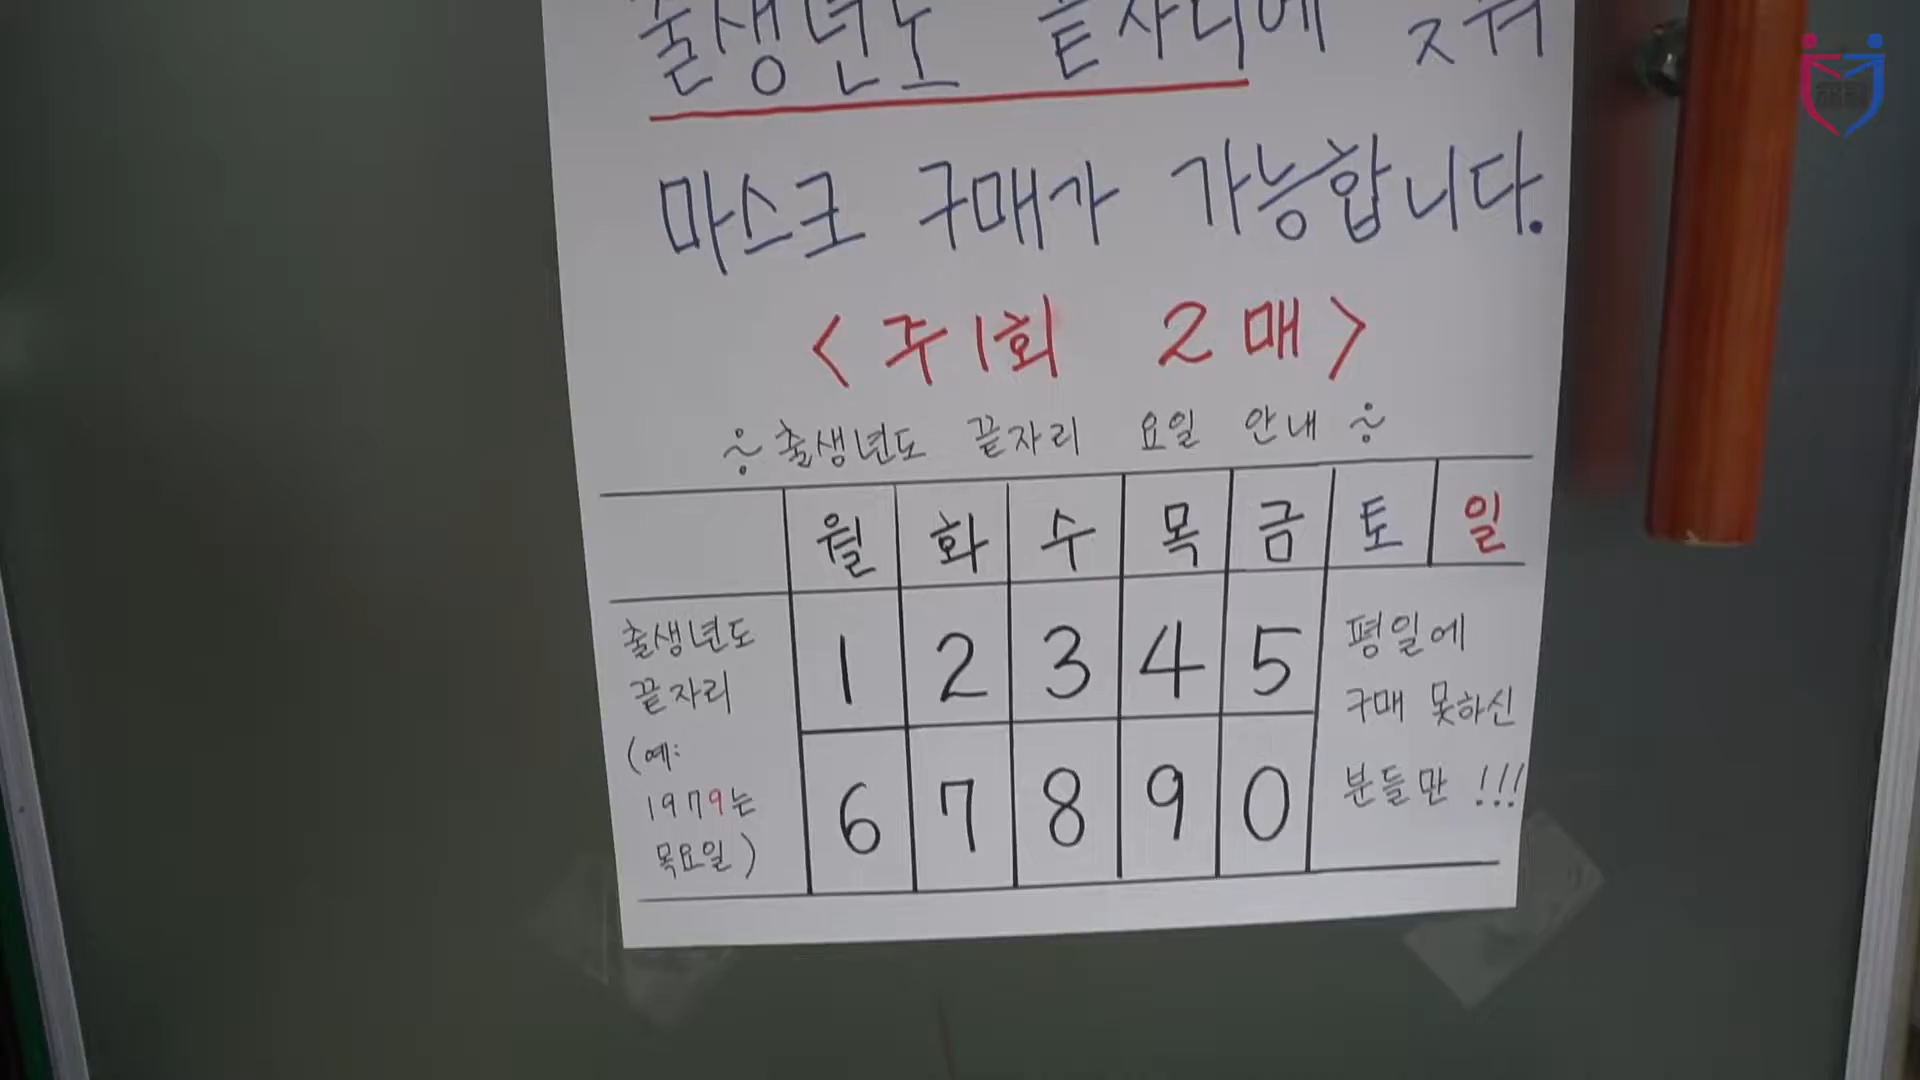 출생년도 끝자리에
마스크 구매가 가능합니다.
<주1회 2매>
출생년도 끝자리 요일 안내
월 화 수 목 금 토 일
출생년도
끝자리
(예:
1979는
목요일)
1 2 3 4 5
6 7 8 9 0
평일에
구매 못하신
분들만 !!!